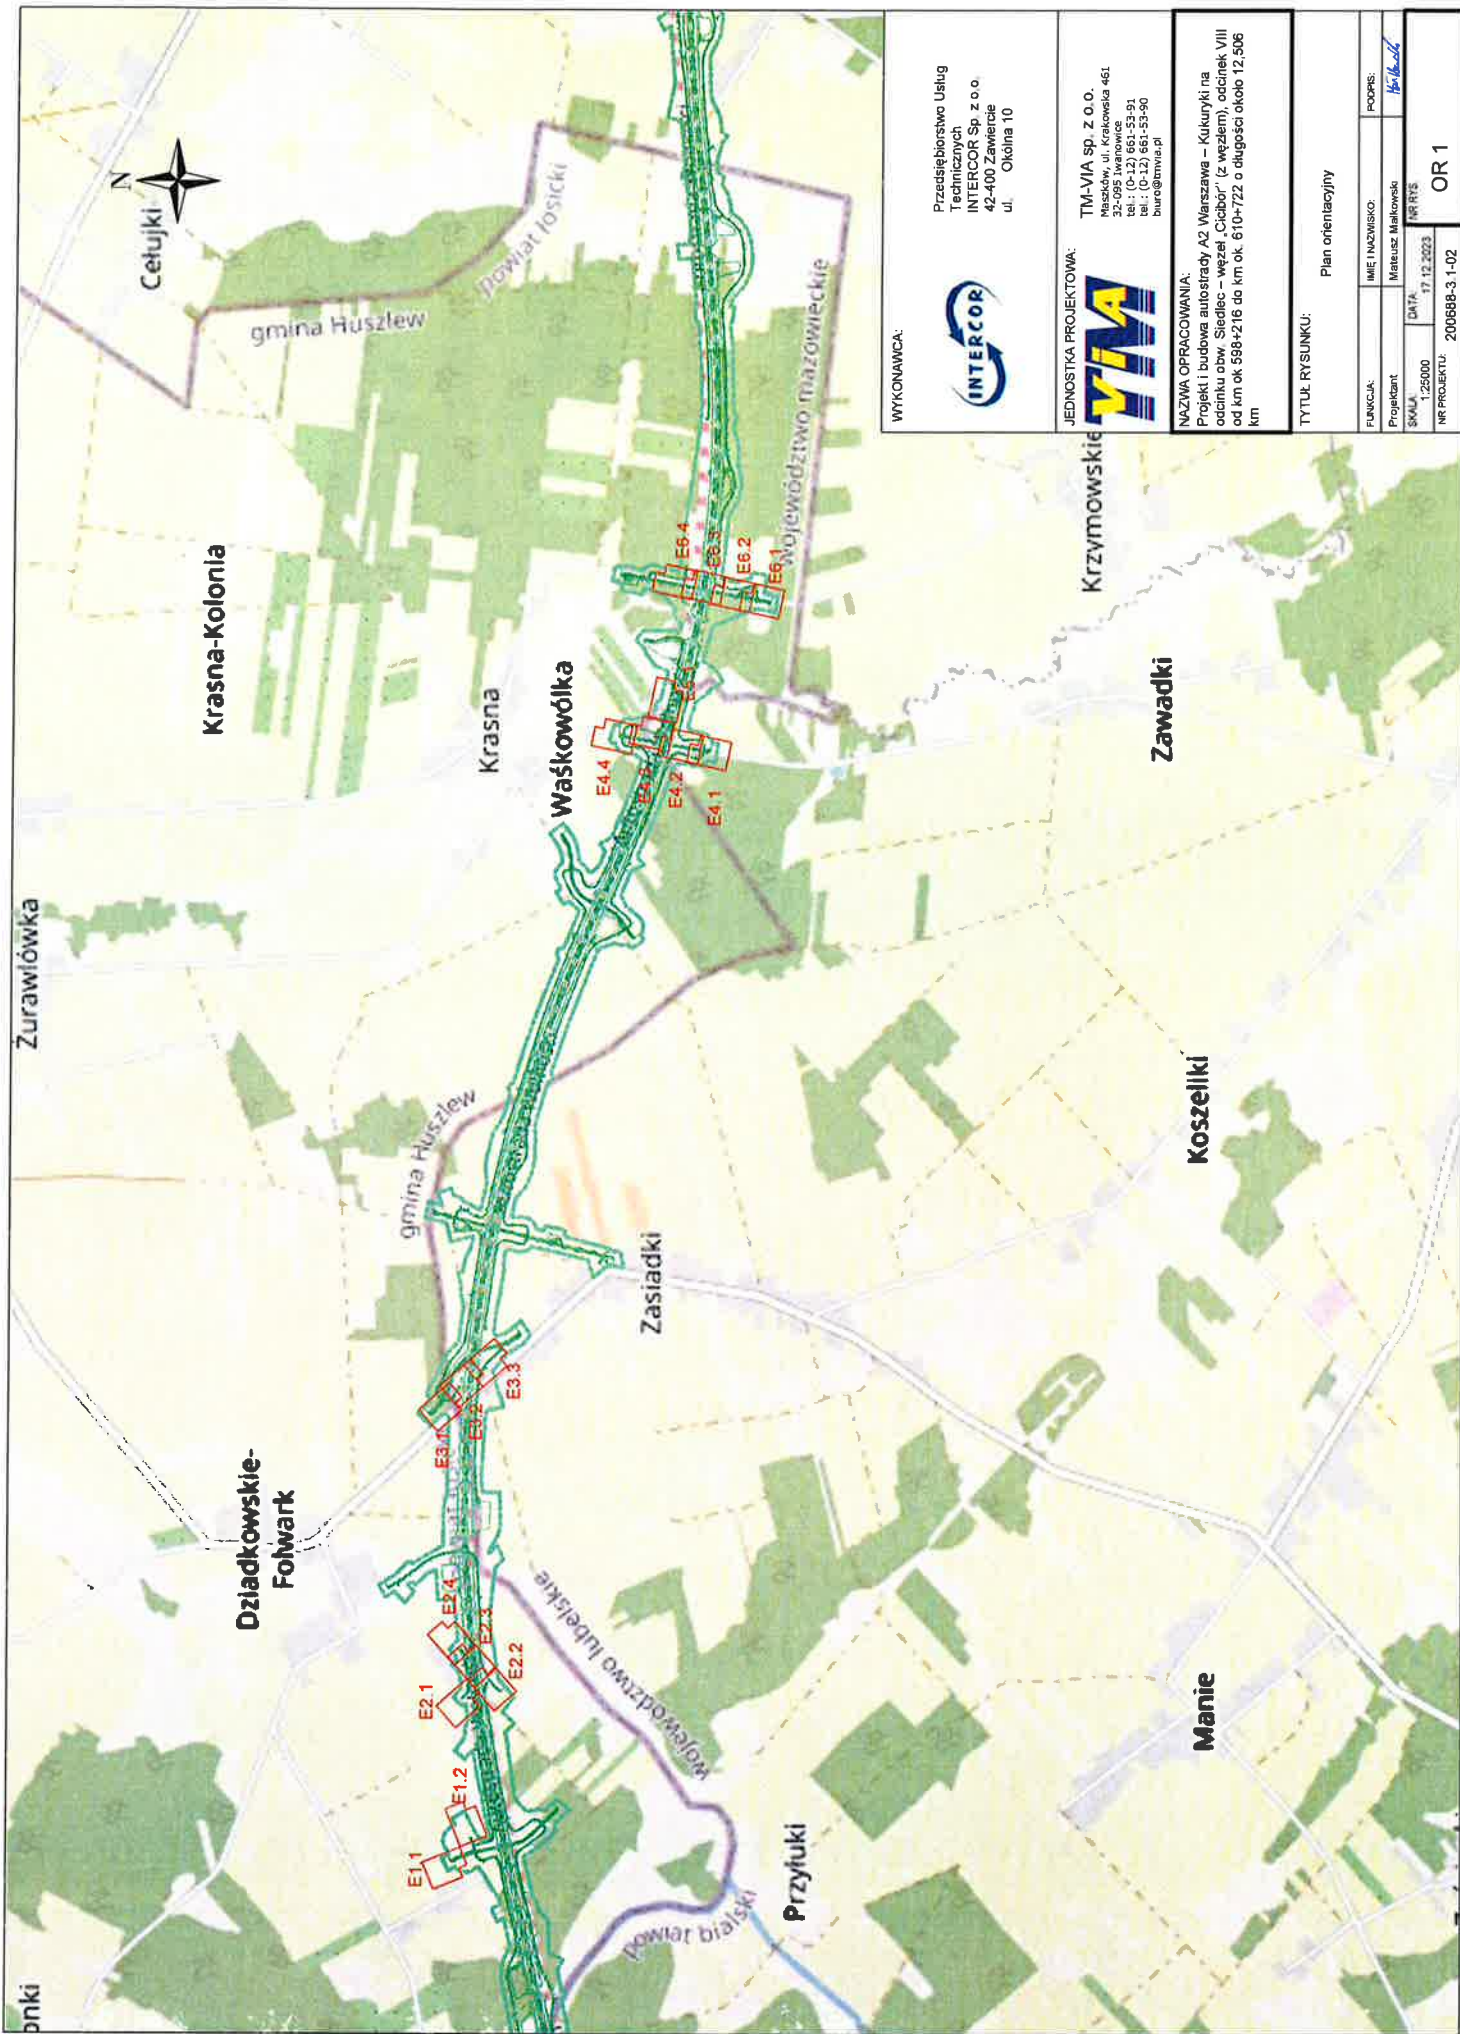 onki
Żurawlówka
Cełujki
N
Krasna-Kolonia
gmina Huszlew
powiat łosicki
Krasna
Waśkowólka
Dziadkowskie-
Folwark
gmina Huszlew
E1.1
E1.2
E2.1
E2.2
E2.3
E2.4
E3.1
E3.2
E3.3
E4.4
E4.2
E4.1
E6.4
E6.3
E6.2
E6.1
województwo mazowieckie
województwo lubelskie
powiat bialski
Zasiadki
Przyłuki
Manie
Koszeliki
Zawadki
Krzymowskie
WYKONAWCA:
INTERCOR
Przedsiębiorstwo Usług
Technicznych
INTERCOR Sp. z o.o.
42-400 Zawiercie
ul. Okólna 10
JEDNOSTKA PROJEKTOWA:
TM-VIA sp. z o.o.
Maszków, ul. Krakowska 461
32-095 Iwanowice
tel.: (0-12) 661-53-91
tel.: (0-12) 661-53-90
biuro@tmvia.pl
NAZWA OPRACOWANIA:
Projekt i budowa autostrady A2 Warszawa – Kukuryki na
odcinku obw. Siedlec – węzeł „Cicibór" (z węzłem), odcinek VIII
od km ok 598+216 do km ok. 610+722 o długości około 12,506
km
TYTUŁ RYSUNKU:
Plan orientacyjny
FUNKCJA: IMIĘ I NAZWISKO: PODPIS:
Projektant Mateusz Małkowski
SKALA: 1:25000 DATA: 17.12.2023 NR RYS.
NR PROJEKTU: 200688-3.1-02 OR 1